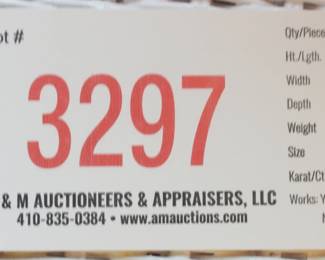 ot #
3297
& M AUCTIONEERS & APPRAISERS, LLC
410-835-0384 • www.amauctions.com
Qty/Piece
Ht./Lgth.
Width
Depth
Weight
Size
Karat/Ct
Works: Y